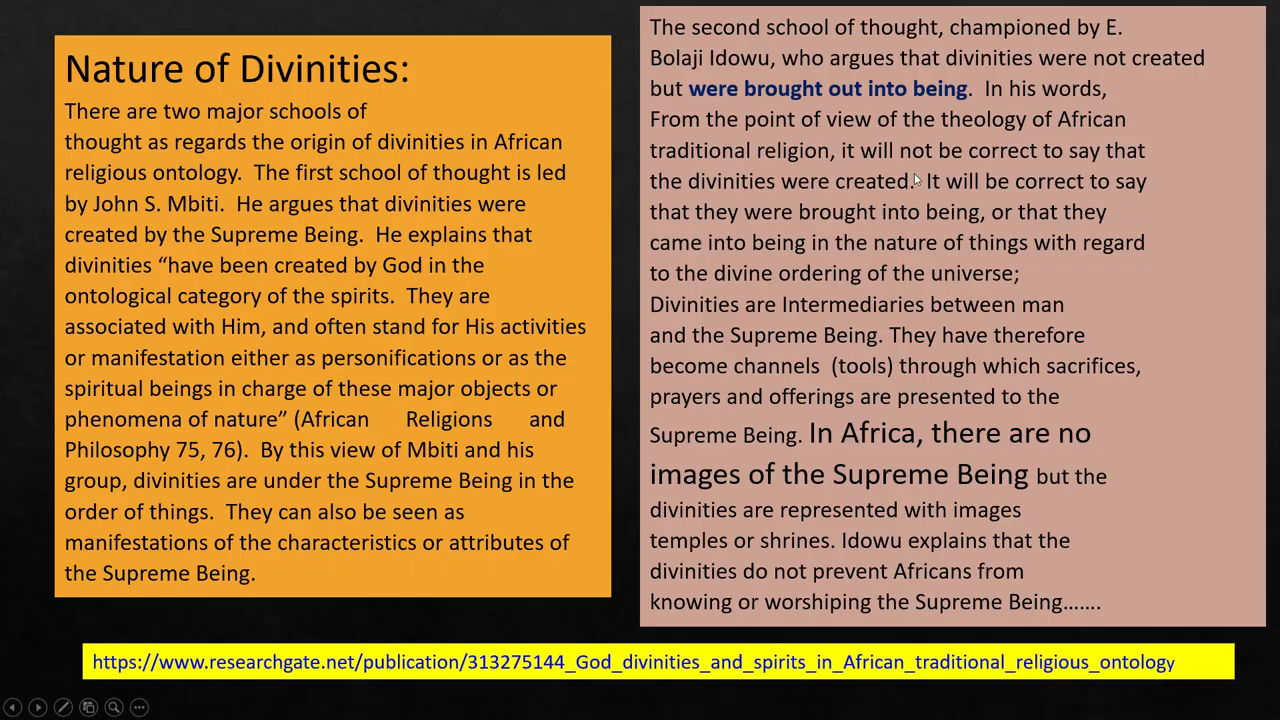 Nature of Divinities:
There are two major schools of
thought as regards the origin of divinities in African
religious ontology.  The first school of thought is led
by John S. Mbiti.  He argues that divinities were
created by the Supreme Being.  He explains that
divinities “have been created by God in the
ontological category of the spirits.  They are
associated with Him, and often stand for His activities
or manifestation either as personifications or as the
spiritual beings in charge of these major objects or
phenomena of nature” (African Religions and
Philosophy 75, 76).  By this view of Mbiti and his
group, divinities are under the Supreme Being in the
order of things.  They can also be seen as
manifestations of the characteristics or attributes of
the Supreme Being.
The second school of thought, championed by E.
Bolaji Idowu, who argues that divinities were not created
but were brought out into being.  In his words,
From the point of view of the theology of African
traditional religion, it will not be correct to say that
the divinities were created. It will be correct to say
that they were brought into being, or that they
came into being in the nature of things with regard
to the divine ordering of the universe;
Divinities are Intermediaries between man
and the Supreme Being. They have therefore
become channels  (tools) through which sacrifices,
prayers and offerings are presented to the
Supreme Being. In Africa, there are no
images of the Supreme Being but the
divinities are represented with images
temples or shrines. Idowu explains that the
divinities do not prevent Africans from
knowing or worshiping the Supreme Being.......
https://www.researchgate.net/publication/313275144_God_divinities_and_spirits_in_African_traditional_religious_ontology